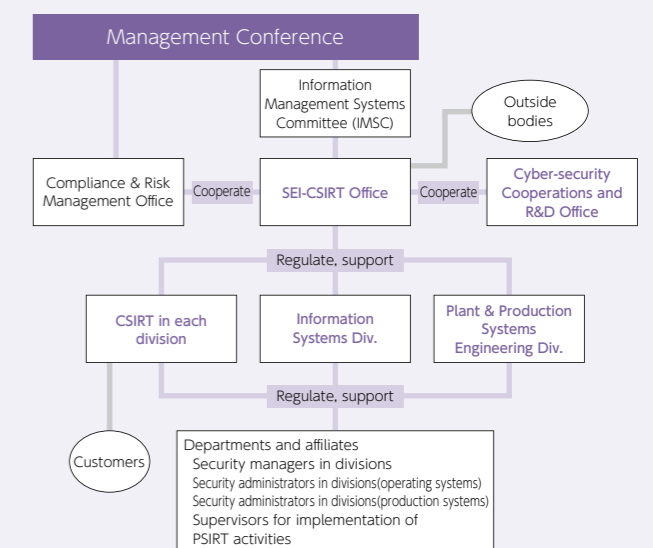 Management Conference
Information
Management Systems
Committee (IMSC)
Outside
bodies
Compliance & Risk
Management Office
Cooperate
SEI-CSIRT Office
Cooperate
Cyber-security
Cooperations and
R&D Office
Regulate, support
CSIRT in each
division
Information
Systems Div.
Plant & Production
Systems
Engineering Div.
Regulate, support
Customers
Departments and affiliates
Security managers in divisions
Security administrators in divisions(operating systems)
Security administrators in divisions(production systems)
Supervisors for implementation of
PSIRT activities